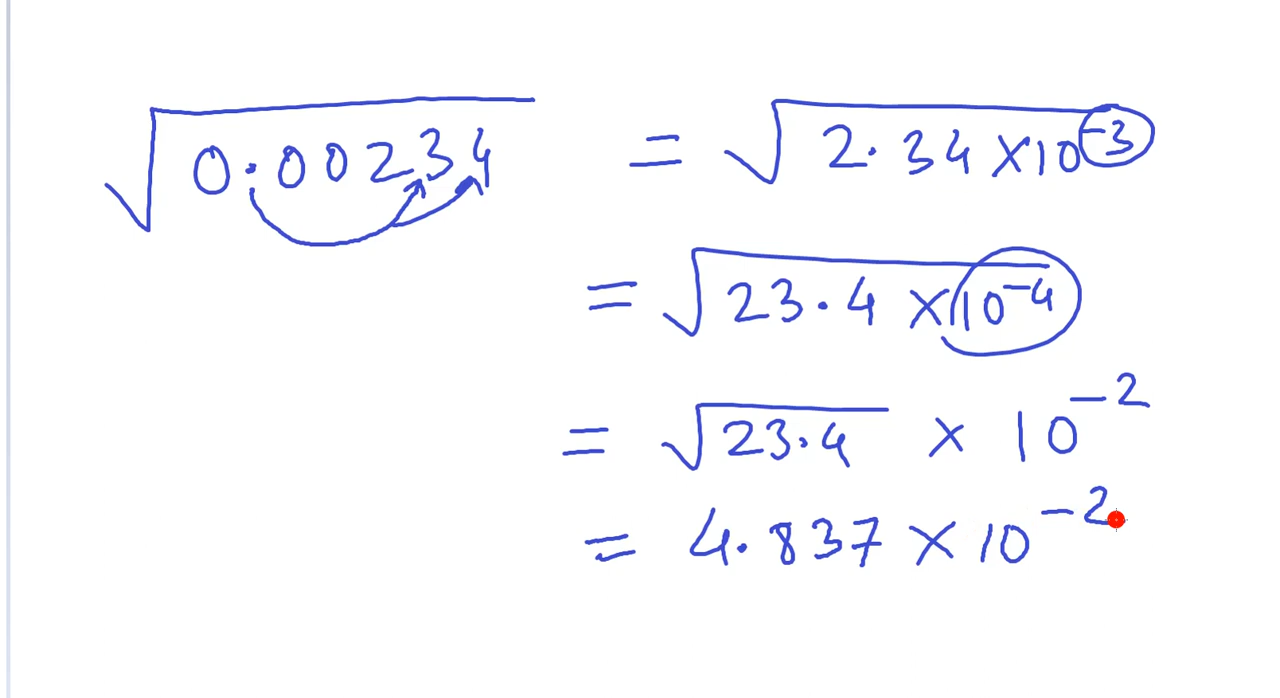 √0.00234 = √2.34 × 10⁻³
= √23.4 × 10⁻⁴
= √23.4 × 10⁻²
= 4.837 × 10⁻²